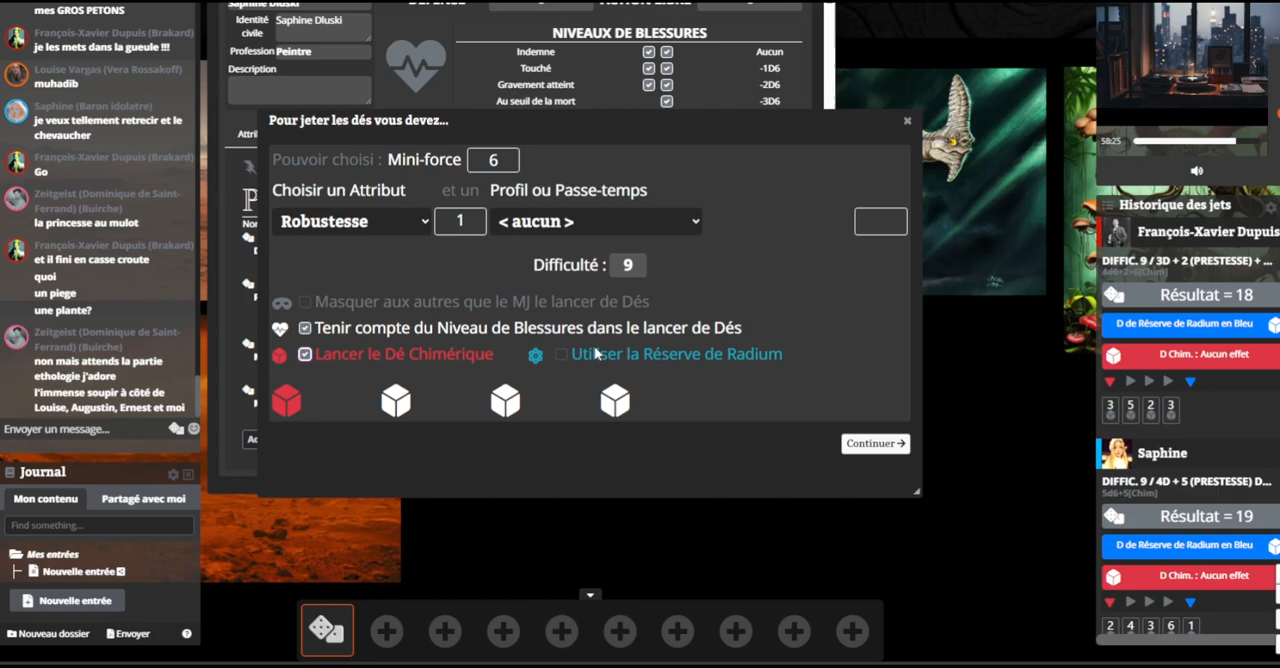 mes GROS PETONS
François-Xavier Dupuis (Brakard)
je les mets dans la gueule !!!
Louise Vargas (Vera Rossakoff)
muhadib
Saphine (Baron idolatre)
je veux tellement retrecir et le
chevaucher
François-Xavier Dupuis (Brakard)
Go
Zeitgeist (Dominique de Saint-
Ferrand) (Buirche)
la princesse au mulot
François-Xavier Dupuis (Brakard)
et il fini en casse croute
quoi
un piege
une plante?
Zeitgeist (Dominique de Saint-
Ferrand) (Buirche)
non mais attends la partie
ethologie j'adore
l'immense soupir à côté de
Louise, Augustin, Ernest et moi
Envoyer un message...
Journal
Mon contenu
Partagé avec moi
Find something...
Mes entrées
Nouvelle entrée
Nouvelle entrée
Nouveau dossier
Envoyer
?
Saphine Dluski
Identité
civile
Saphine Dluski
Profession
Peintre
Description
NIVEAUX DE BLESSURES
Indemne
Aucun
Touché
-1D6
Gravement atteint
-2D6
Au seuil de la mort
-3D6
Pour jeter les dés vous devez...
Pouvoir choisi : Mini-force 6
Choisir un Attribut et un Profil ou Passe-temps
Robustesse 1 < aucun >
Difficulté : 9
Masquer aux autres que le MJ le lancer de Dés
Tenir compte du Niveau de Blessures dans le lancer de Dés
Lancer le Dé Chimérique
Utiliser la Réserve de Radium
Continuer
58:25
Historique des jets
François-Xavier Dupuis
DIFFIC. 9 / 3D + 2 (PRESTESSE) + ...
4d6+2+6[Chim]
Résultat = 18
D de Réserve de Radium en Bleu
D Chim. : Aucun effet
3 5 2 3
Saphine
DIFFIC. 9 / 4D + 5 (PRESTESSE) D...
5d6+5[Chim]
Résultat = 19
D de Réserve de Radium en Bleu
D Chim. : Aucun effet
2 4 3 6 1